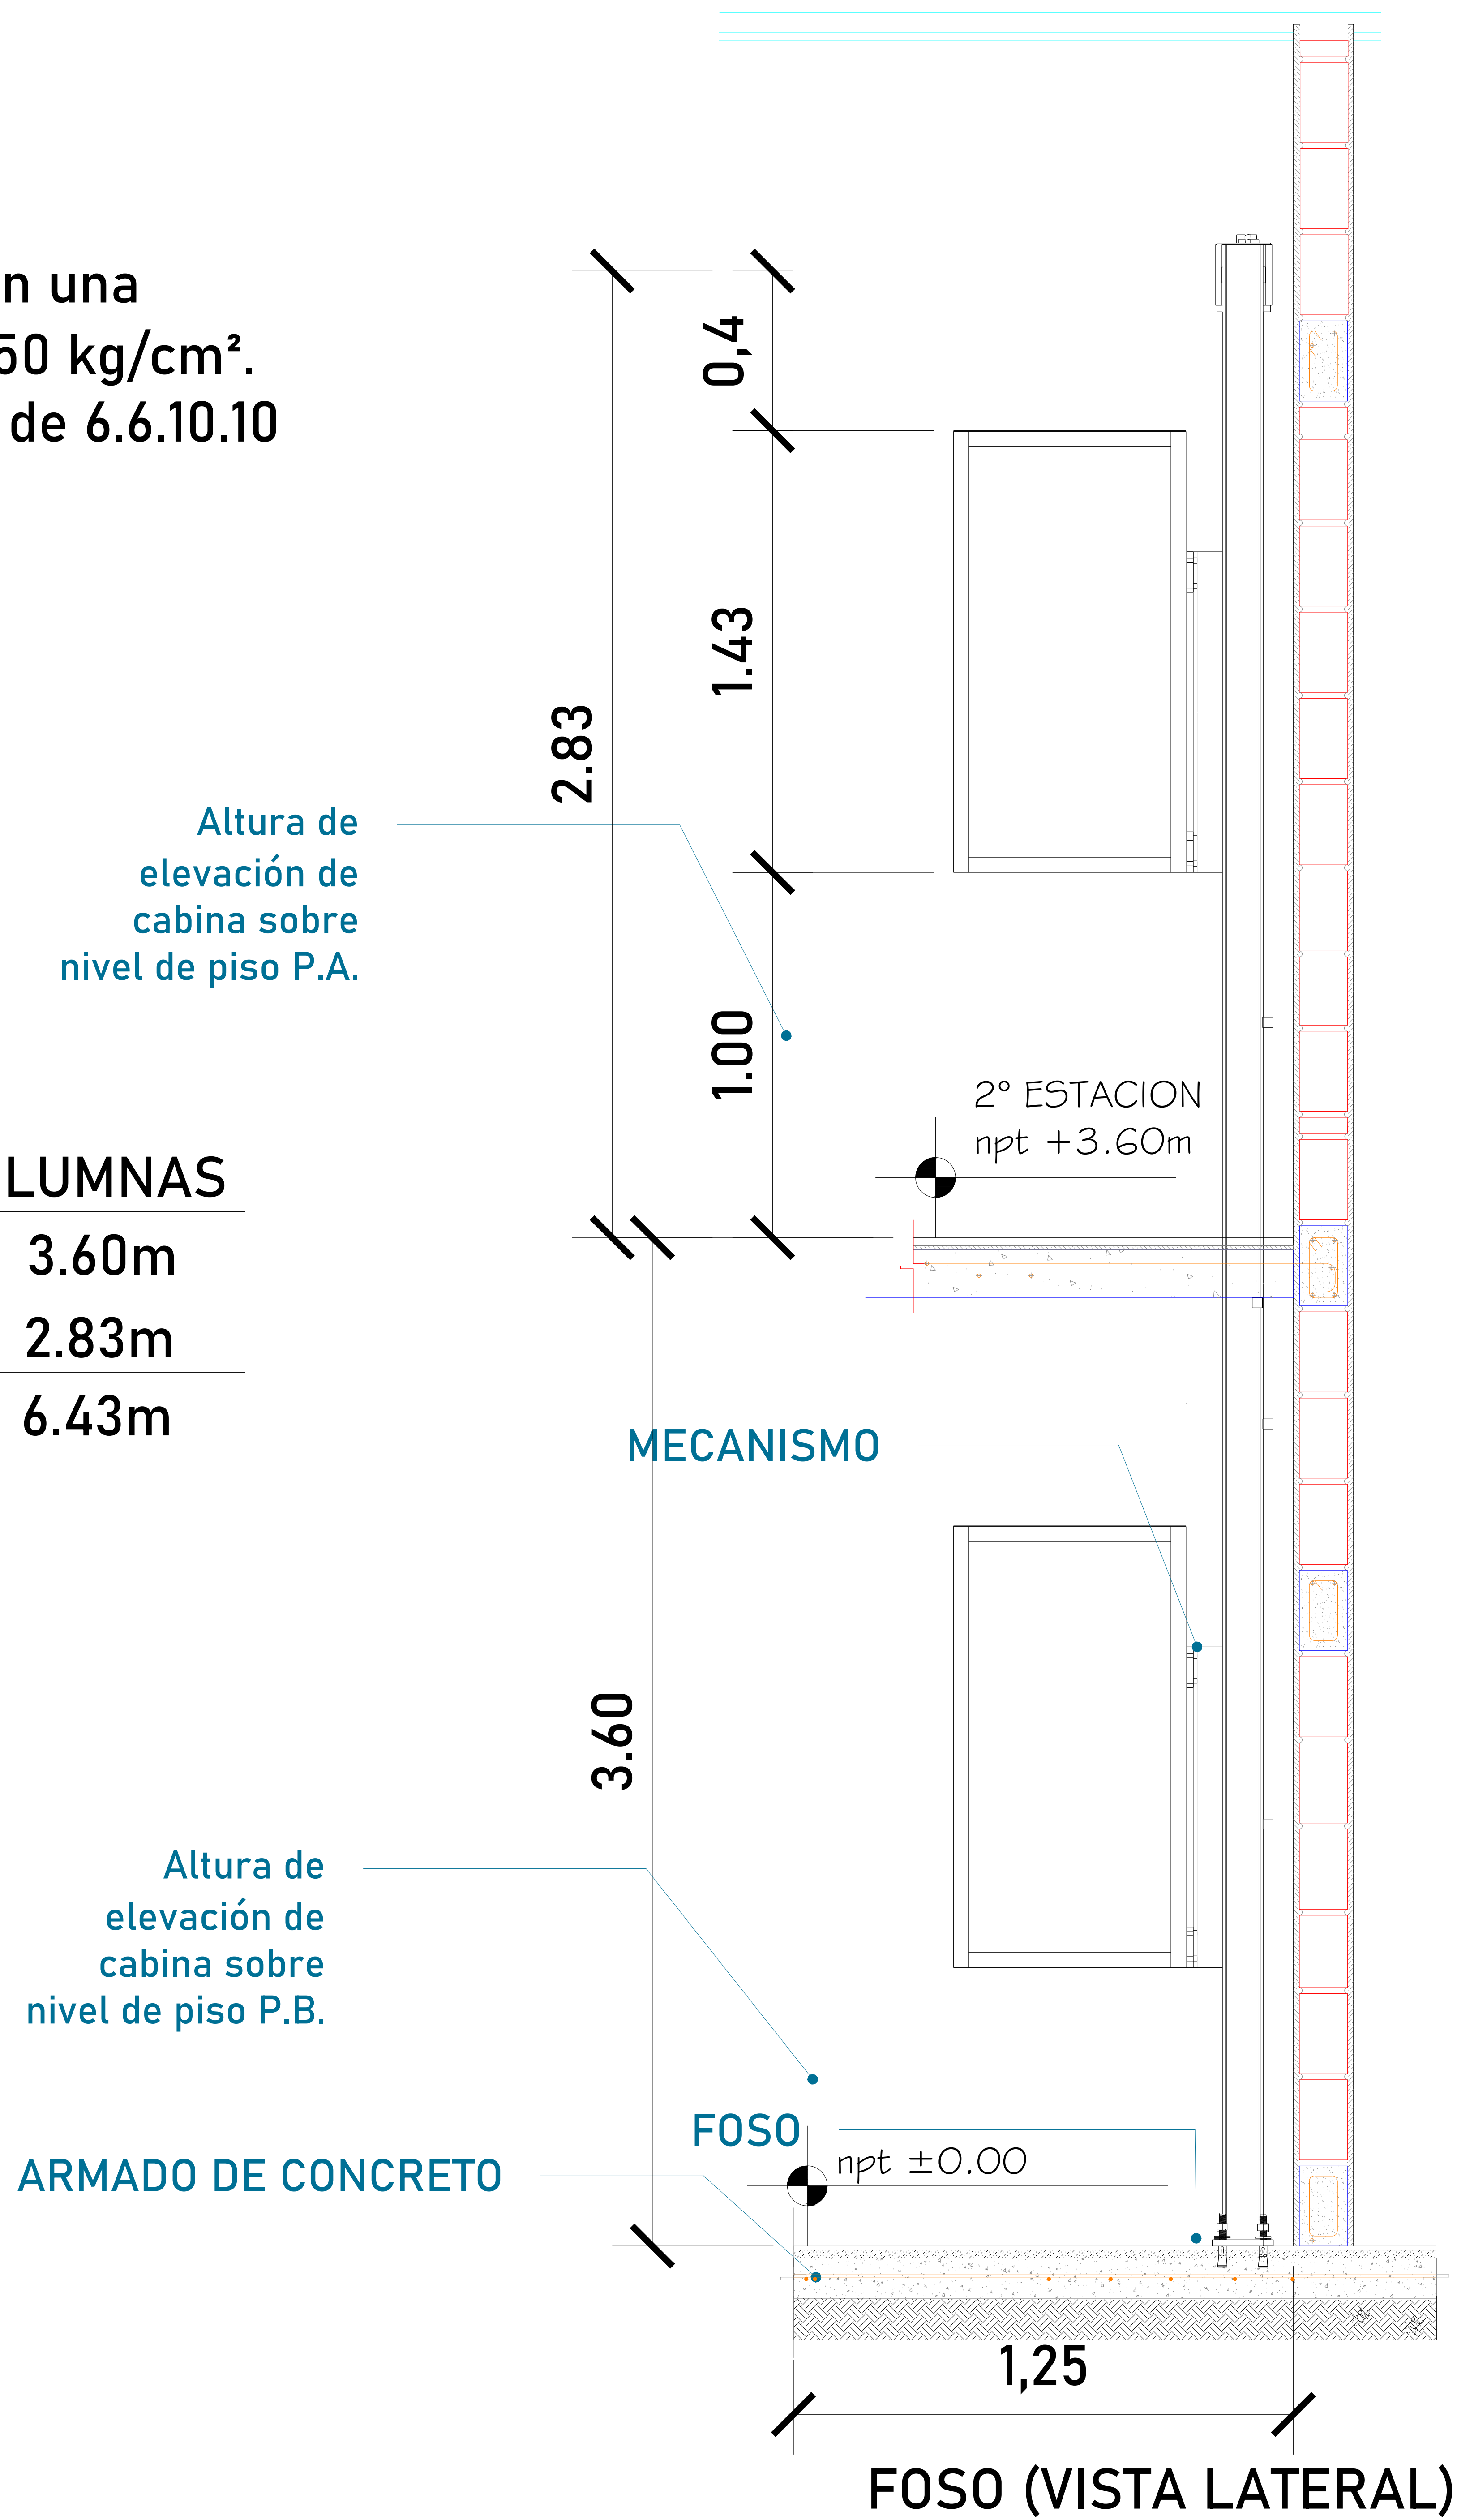 n una
50 kg/cm².
de 6.6.10.10
0,4
1.43
2.83
Altura de
elevación de
cabina sobre
nivel de piso P.A.
1.00
2° ESTACION
npt +3.60m
LUMNAS
3.60m
2.83m
6.43m
MECANISMO
3.60
Altura de
elevación de
cabina sobre
nivel de piso P.B.
FOSO
npt ±0.00
ARMADO DE CONCRETO
1,25
FOSO (VISTA LATERAL)